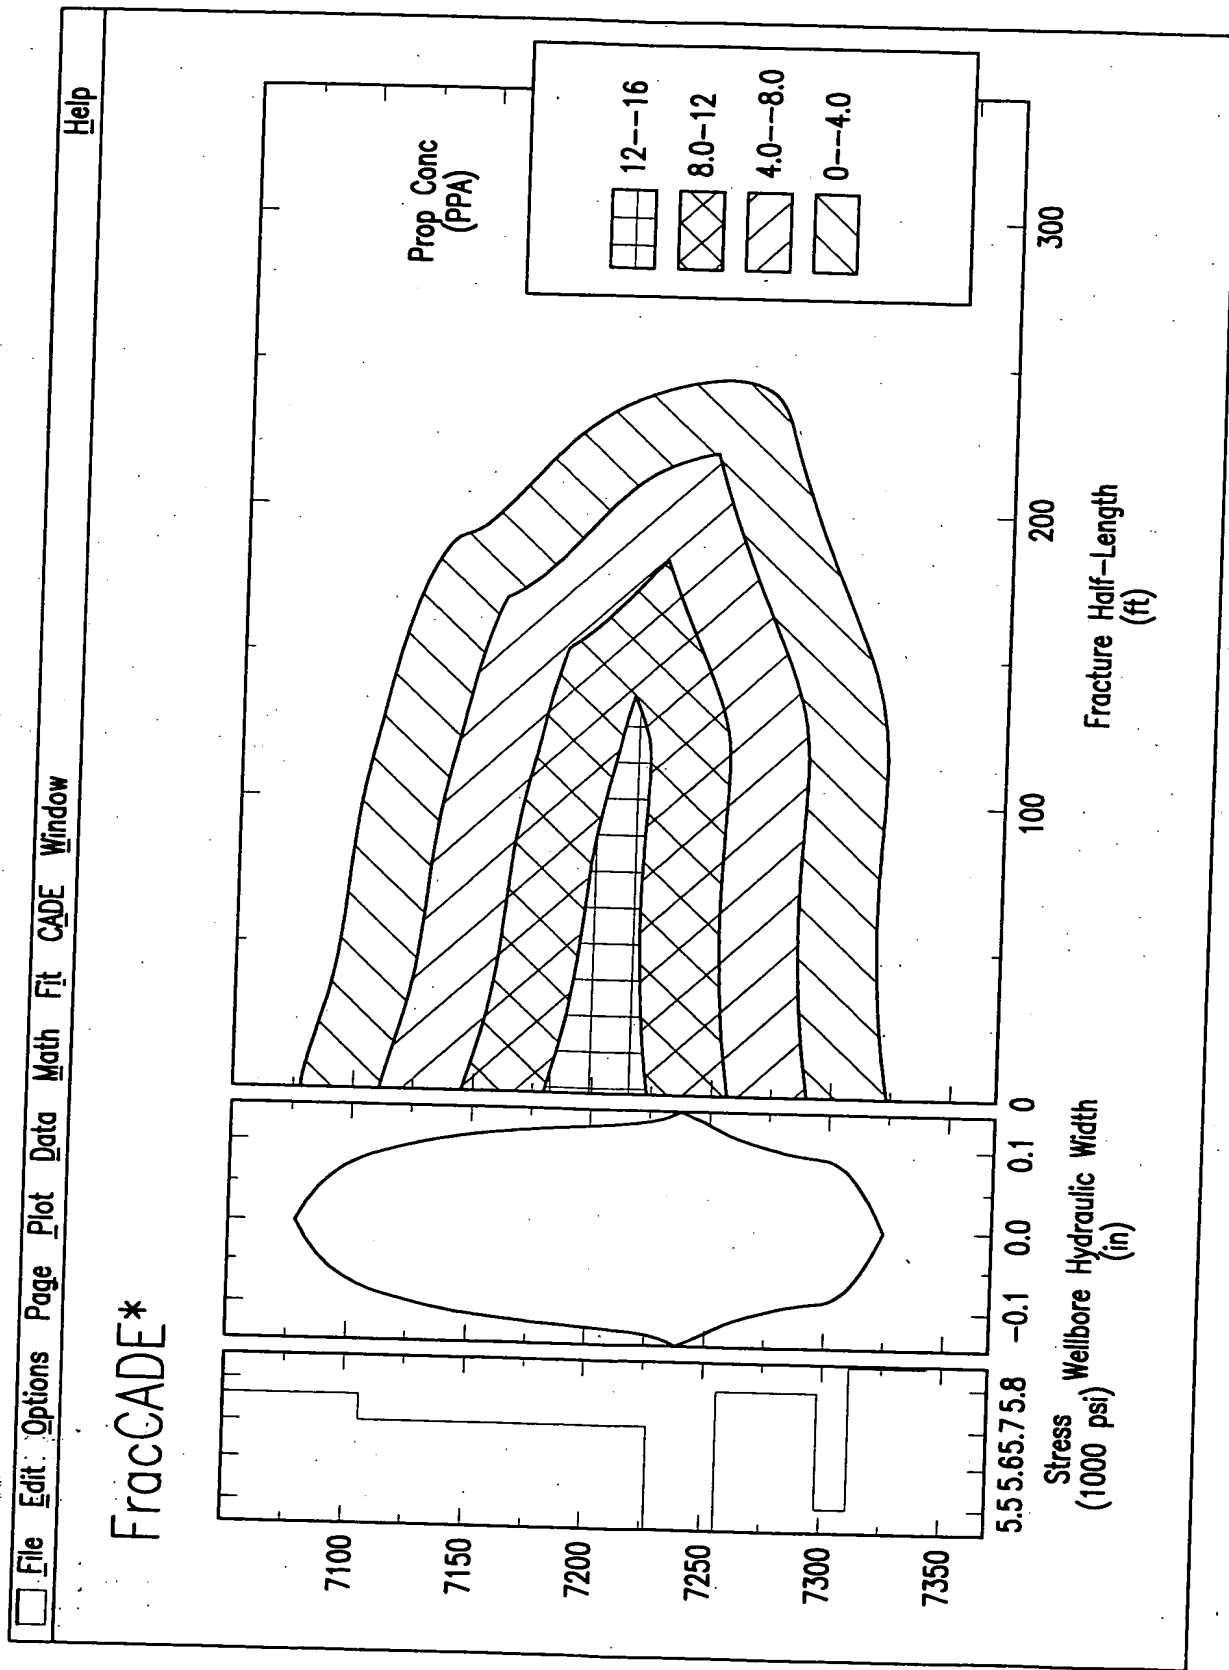 File Edit Options Page Plot Data Math Fit CADE Window Help
FracCADE*
Prop Conc
(PPA)
12--16
8.0-12
4.0--8.0
0---4.0
7100
7150
7200
7250
7300
7350
5.5 5.6 5.7 5.8
Stress
(1000 psi)
-0.1 0.0 0.1
Wellbore Hydraulic Width
(in)
0 100 200 300
Fracture Half-Length
(ft)